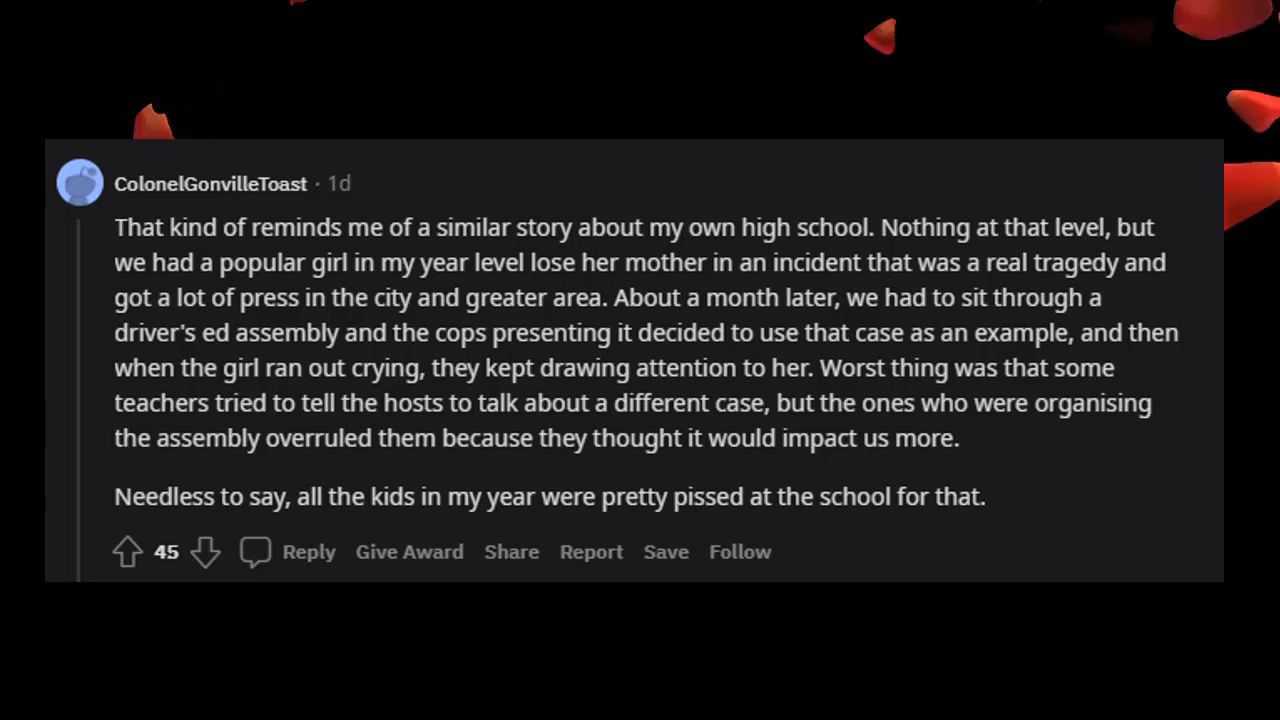 ColonelGonvilleToast · 1d
That kind of reminds me of a similar story about my own high school. Nothing at that level, but
we had a popular girl in my year level lose her mother in an incident that was a real tragedy and
got a lot of press in the city and greater area. About a month later, we had to sit through a
driver's ed assembly and the cops presenting it decided to use that case as an example, and then
when the girl ran out crying, they kept drawing attention to her. Worst thing was that some
teachers tried to tell the hosts to talk about a different case, but the ones who were organising
the assembly overruled them because they thought it would impact us more.
Needless to say, all the kids in my year were pretty pissed at the school for that.
45 Reply Give Award Share Report Save Follow